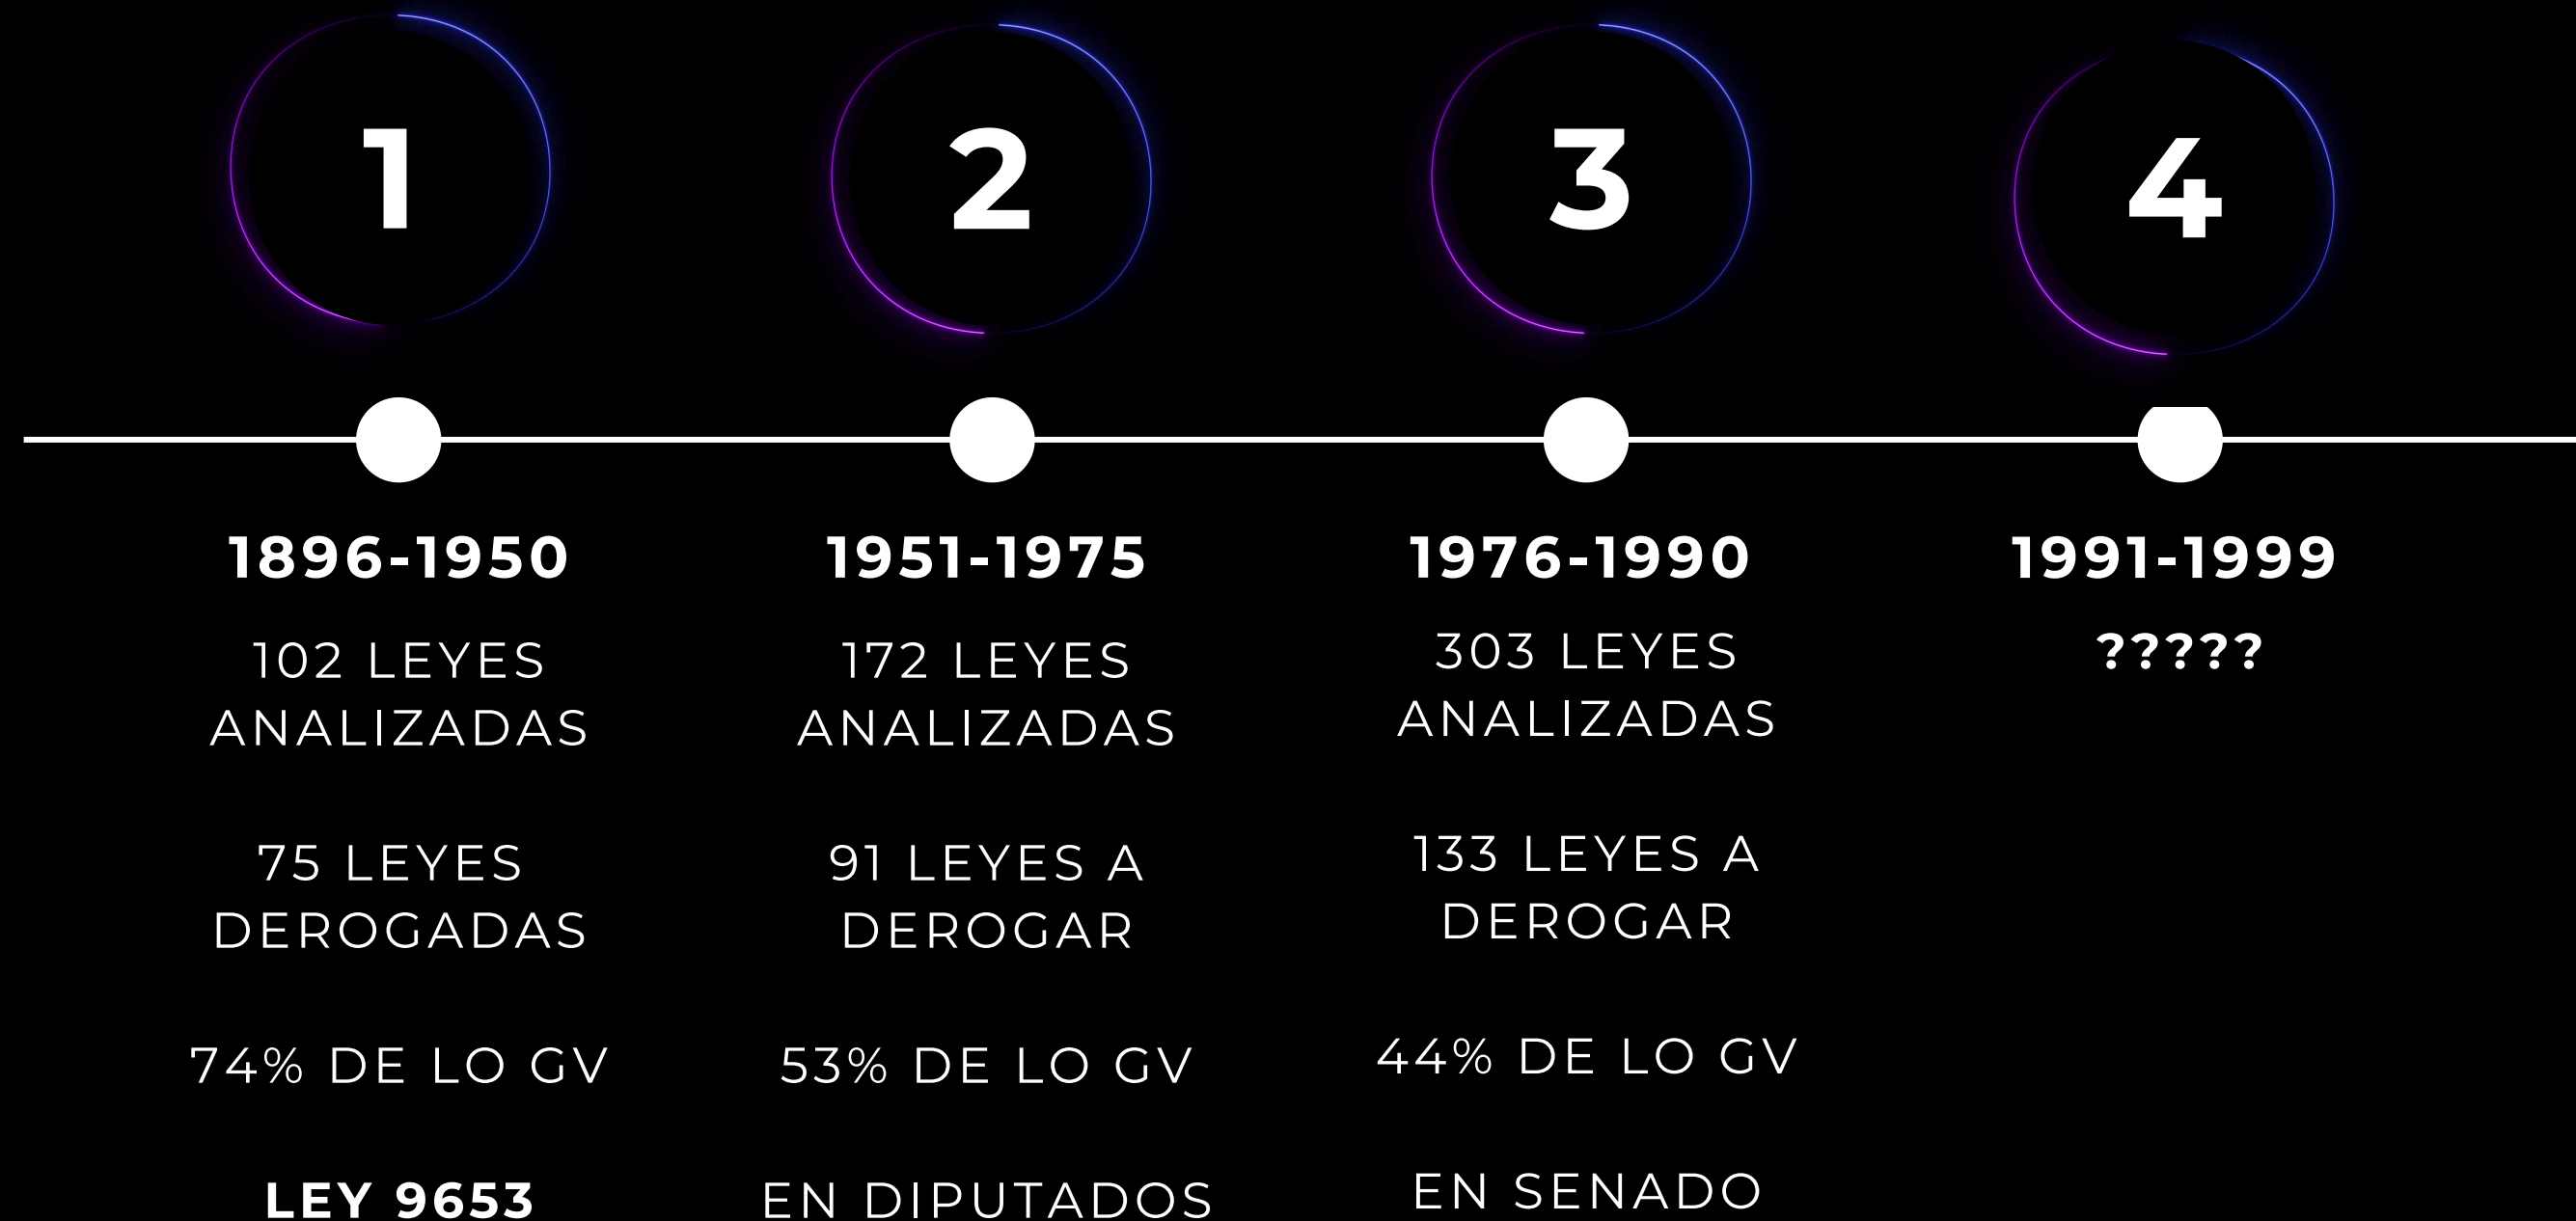 1
2
3
4
1896-1950
102 LEYES
ANALIZADAS
75 LEYES
DEROGADAS
74% DE LO GV
LEY 9653
1951-1975
172 LEYES
ANALIZADAS
91 LEYES A
DEROGAR
53% DE LO GV
EN DIPUTADOS
1976-1990
303 LEYES
ANALIZADAS
133 LEYES A
DEROGAR
44% DE LO GV
EN SENADO
1991-1999
?????